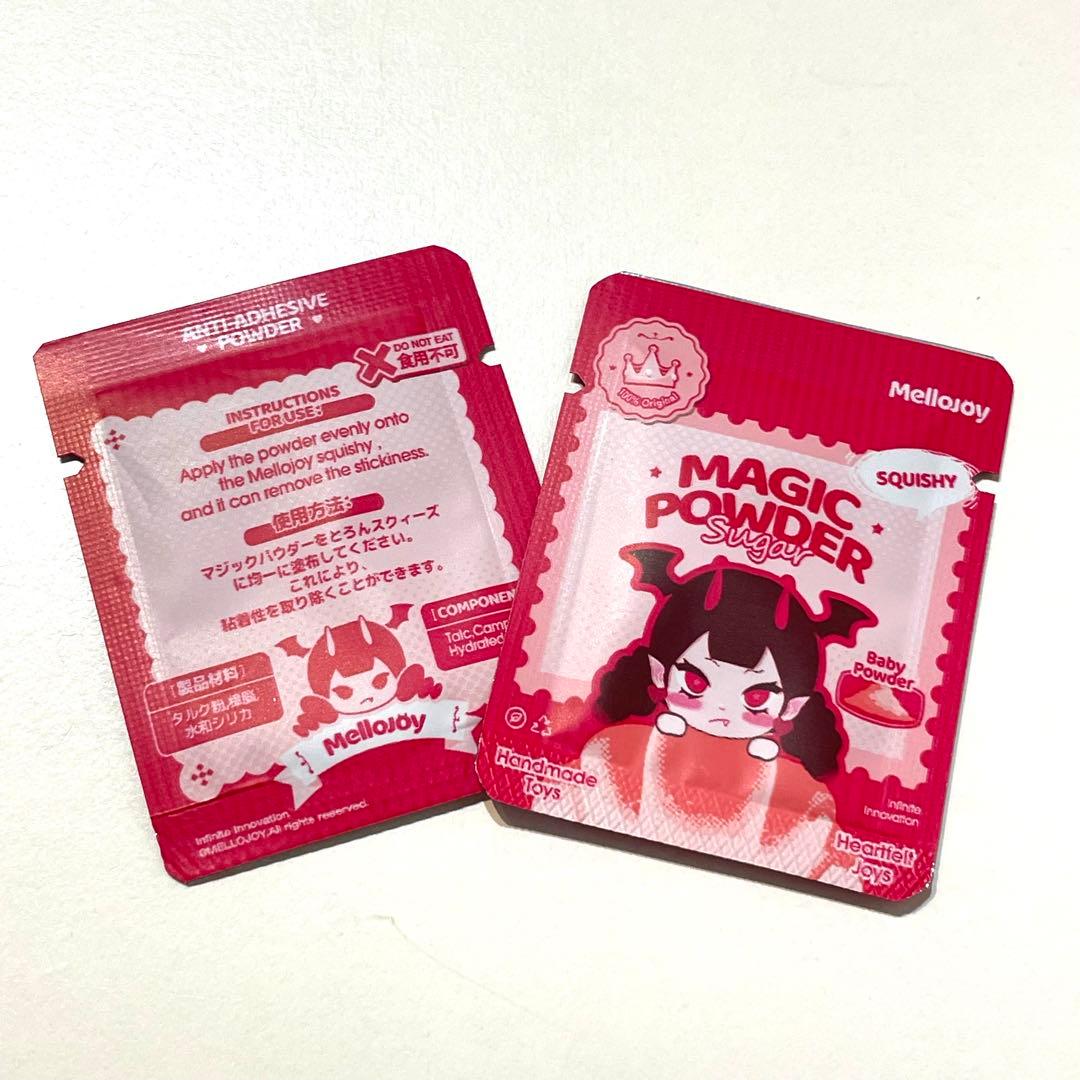 ANTI-ADHESIVE
POWDER
DO NOT EAT
食用不可
INSTRUCTIONS
FOR USE:
Apply the powder evenly onto
the Mellojoy squishy ,
and it can remove the stickiness.
使用方法:
マジックパウダーをとろんスクィーズ
に均一に塗布してください。
これにより、
粘着性を取り除くことができます。
[製品材料]
タルク粉,樟脳,
水和シリカ
[COMPONEN
Talc,Camp
Hydrated
MelloJOy
Infinite Innovation.
@MELLOJOY,All rights reserved.
100% Original
MelloJOy
SQUISHY
MAGIC
POWDER
Sugar
Baby
Powder
Handmade
Toys
Infinite
Innovation
Heartfelt
Joys